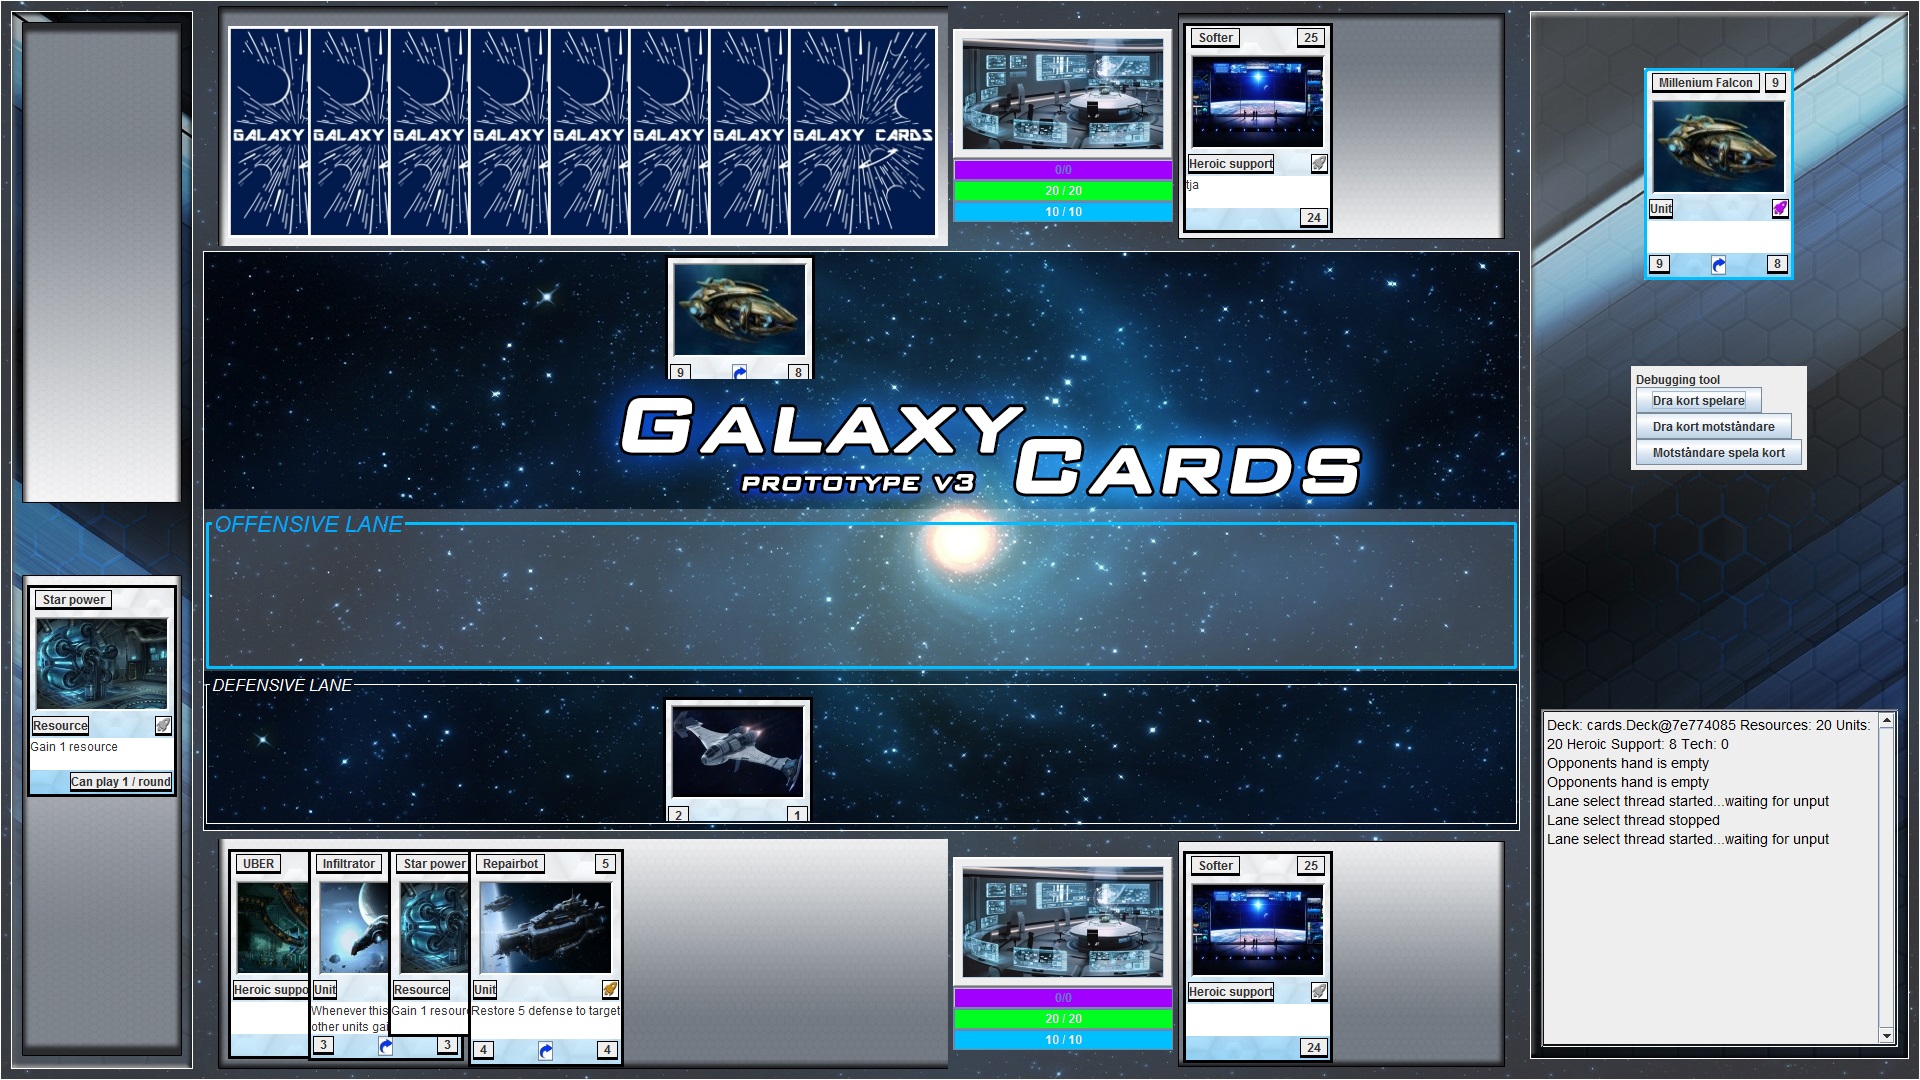 GALAXY
GALAXY
GALAXY
GALAXY
GALAXY
GALAXY
GALAXY
GALAXY CARDS
0/0
20 / 20
10 / 10
Softer 25
Heroic support
tja
24
Millenium Falcon 9
Unit
9 8
9 8
GALAXY
CARDS
PROTOTYPE V3
Debugging tool
Dra kort spelare
Dra kort motståndare
Motståndare spela kort
OFFENSIVE LANE
Star power
Resource
Gain 1 resource
Can play 1 / round
DEFENSIVE LANE
2 1
Deck: cards.Deck@7e774085 Resources: 20 Units:
20 Heroic Support: 8 Tech: 0
Opponents hand is empty
Opponents hand is empty
Lane select thread started...waiting for unput
Lane select thread stopped
Lane select thread started...waiting for unput
UBER
Heroic suppo
Infiltrator
Unit
Whenever this
other units gai
3 3
Star power
Resource
Gain 1 resour
Repairbot 5
Unit
Restore 5 defense to target
4 4
0/0
20 / 20
10 / 10
Softer 25
Heroic support
24